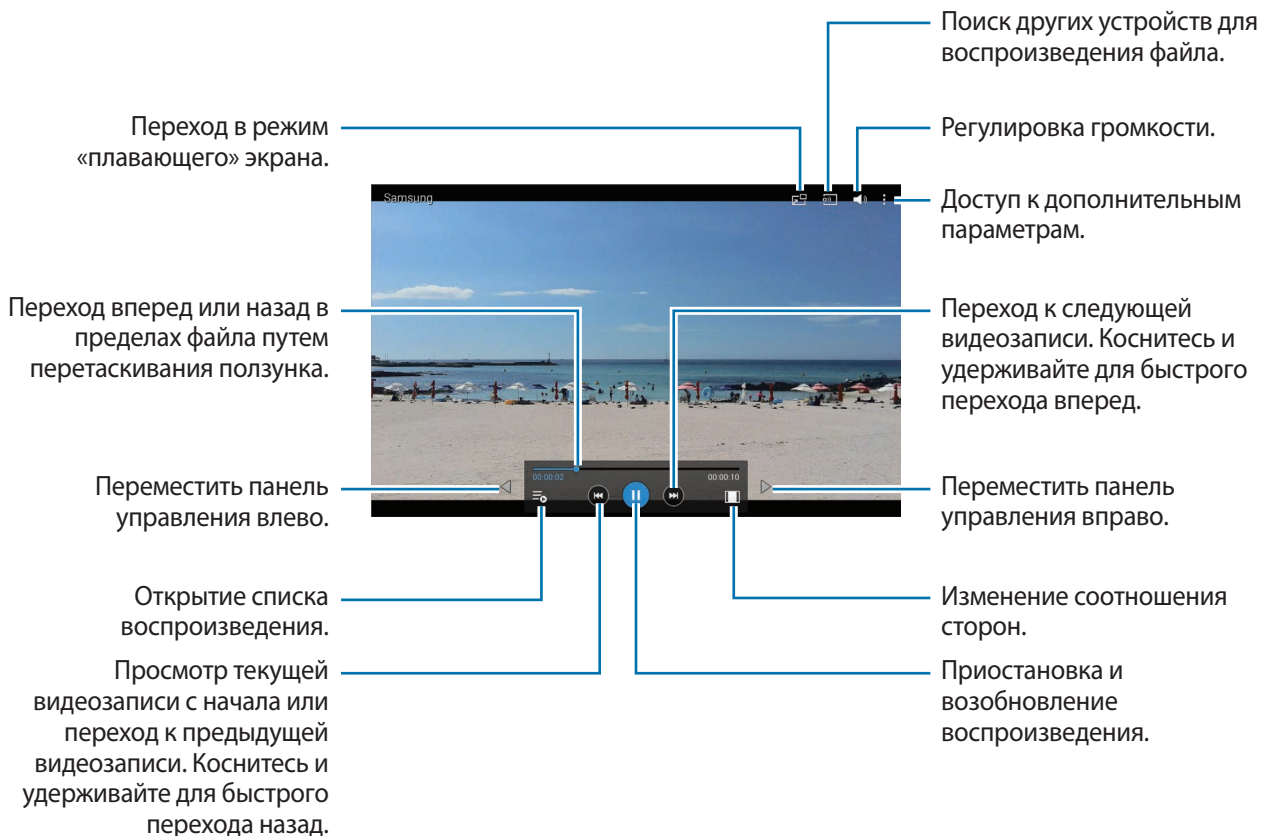 Поиск других устройств для
воспроизведения файла.
Переход в режим
«плавающего» экрана.
Регулировка громкости.
Samsung
Доступ к дополнительным
параметрам.
Переход вперед или назад в
пределах файла путем
перетаскивания ползунка.
Переход к следующей
видеозаписи. Коснитесь и
удерживайте для быстрого
перехода вперед.
00:00:02
00:00:10
Переместить панель
управления влево.
Переместить панель
управления вправо.
Открытие списка
воспроизведения.
Изменение соотношения
сторон.
Просмотр текущей
видеозаписи с начала или
переход к предыдущей
видеозаписи. Коснитесь и
удерживайте для быстрого
перехода назад.
Приостановка и
возобновление
воспроизведения.